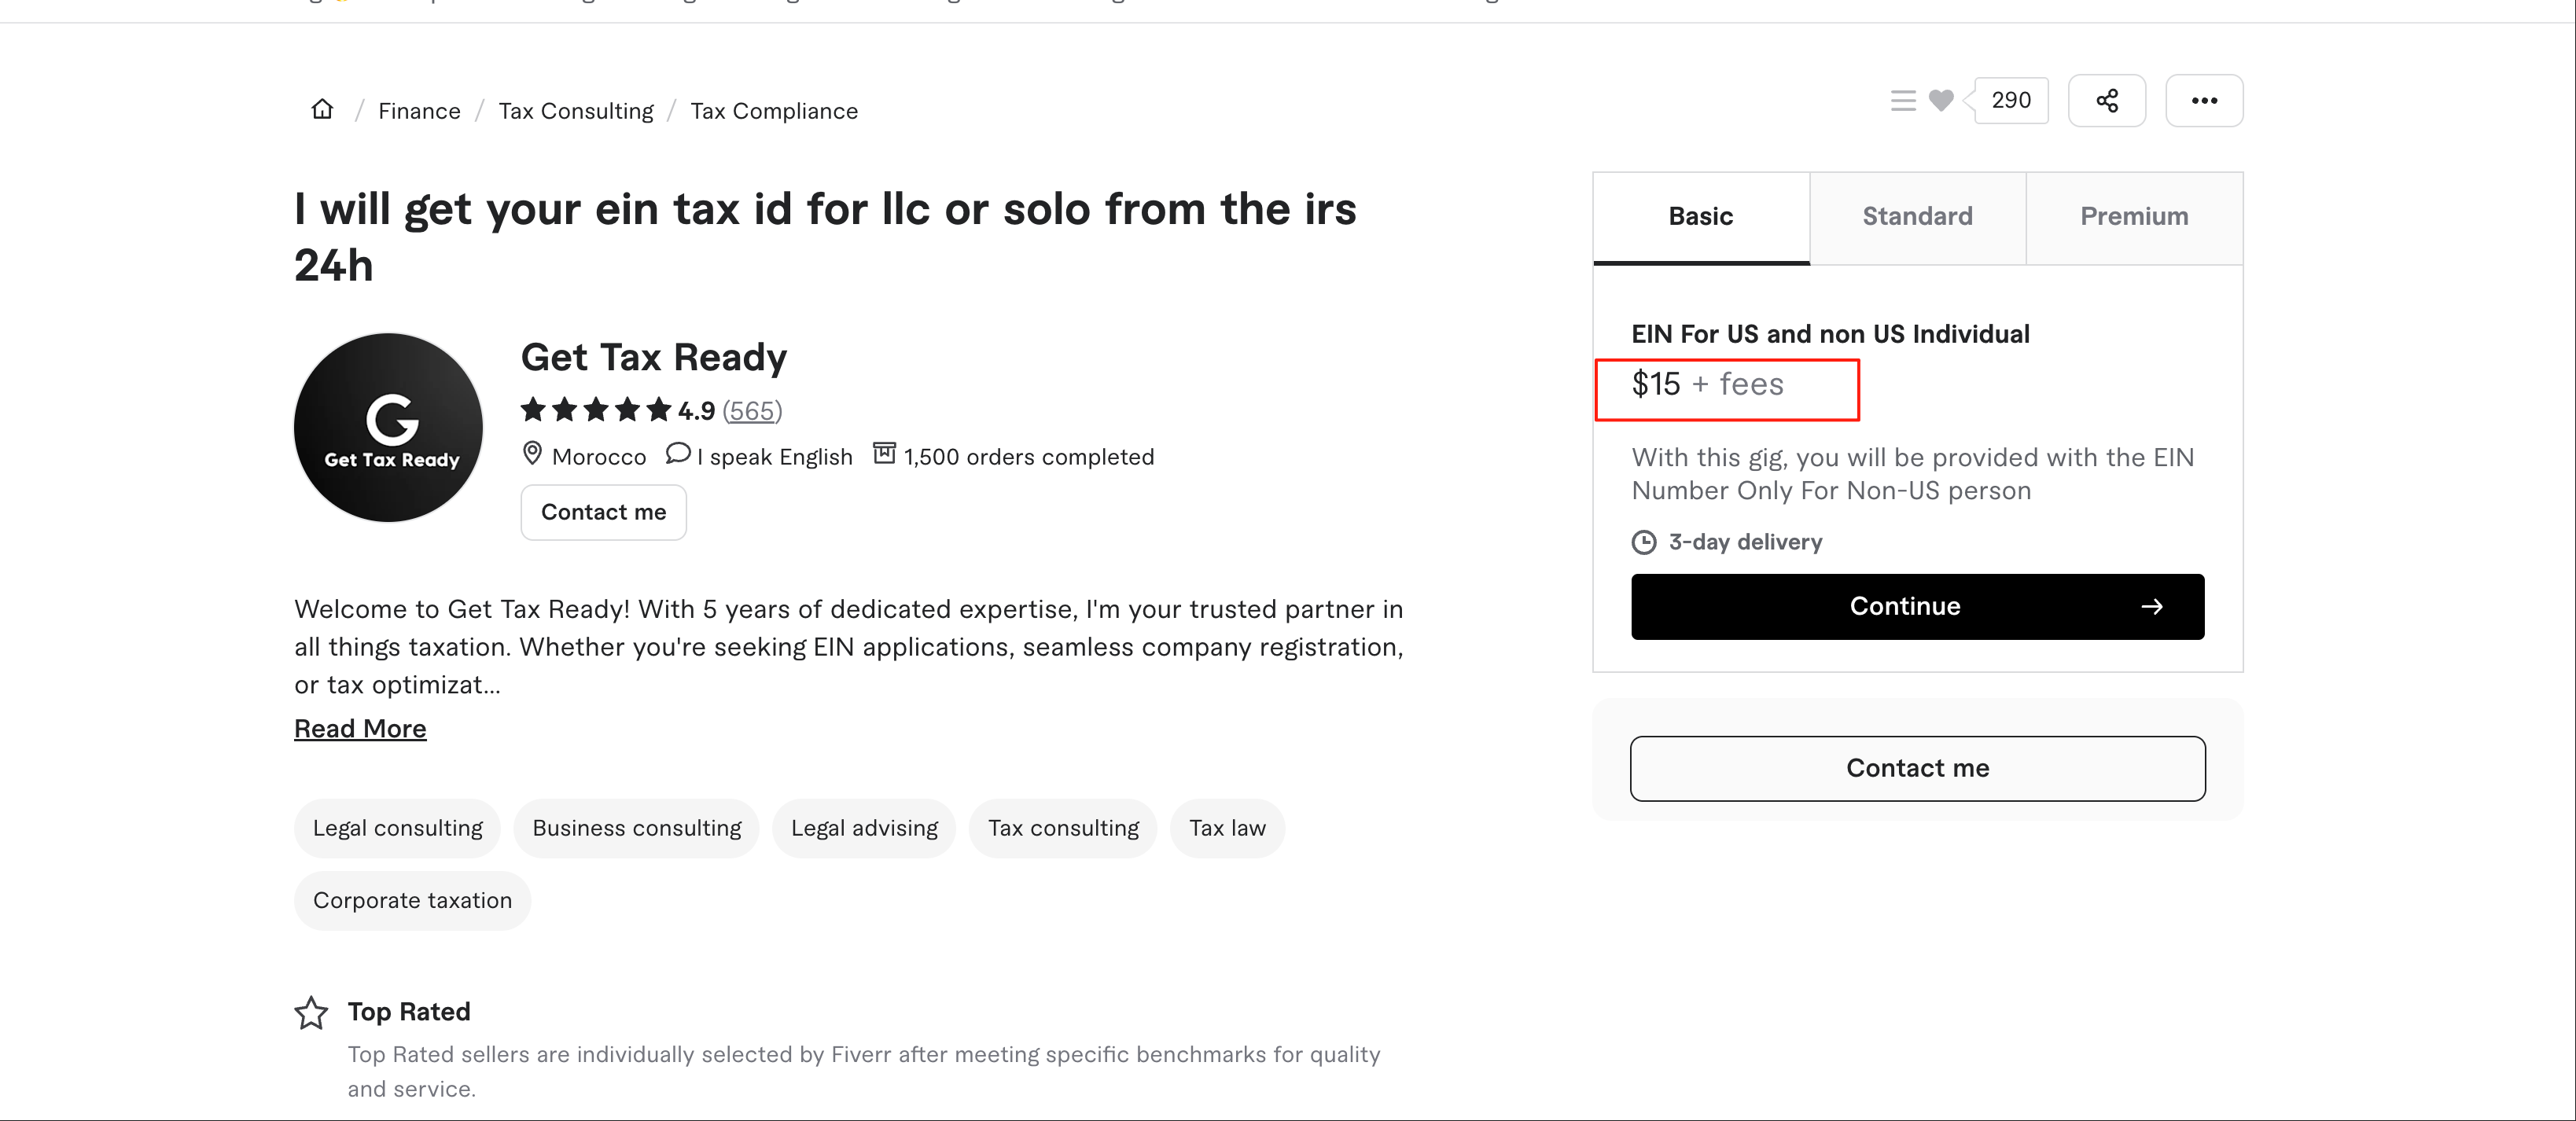 Finance / Tax Consulting / Tax Compliance
290
I will get your ein tax id for llc or solo from the irs
24h
G
Get Tax Ready
Get Tax Ready
4.9 (565)
Morocco I speak English 1,500 orders completed
Contact me
Welcome to Get Tax Ready! With 5 years of dedicated expertise, I'm your trusted partner in
all things taxation. Whether you're seeking EIN applications, seamless company registration,
or tax optimizat...
Read More
Legal consulting
Business consulting
Legal advising
Tax consulting
Tax law
Corporate taxation
Top Rated
Top Rated sellers are individually selected by Fiverr after meeting specific benchmarks for quality
and service.
Basic
Standard
Premium
EIN For US and non US Individual
$15 + fees
With this gig, you will be provided with the EIN
Number Only For Non-US person
3-day delivery
Continue →
Contact me